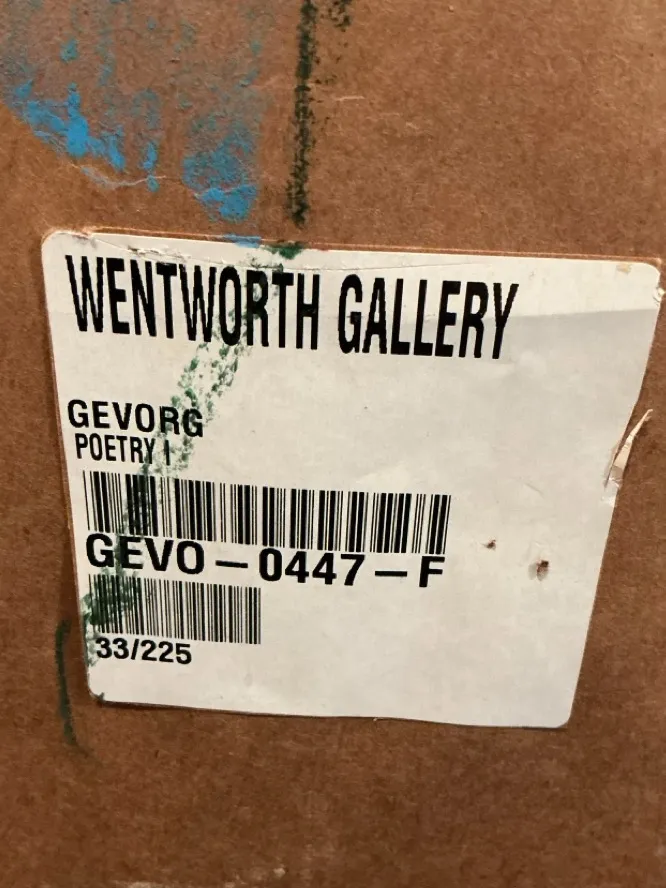 WENTWORTH GALLERY
GEVORG
POETRY I
GEVO-0447-F
33/225